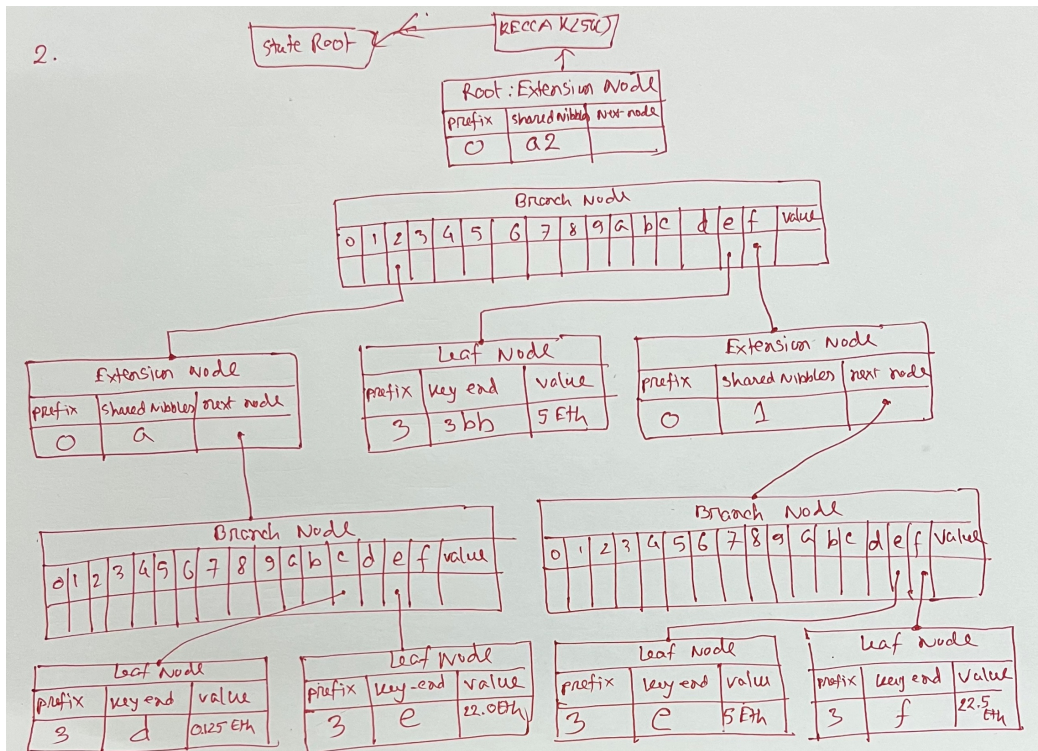 2.
State Root
KECCAK256()
Root : Extension Node
prefix shared Nibbles Next node
0 a2
Branch Node
0 1 2 3 4 5 6 7 8 9 a b c d e f value
Extension Node
prefix shared Nibbles next node
0 a
Leaf Node
prefix key end value
3 3bb 5 Eth
Extension Node
prefix shared Nibbles next node
0 1
Branch Node
0 1 2 3 4 5 6 7 8 9 a b c d e f value
Branch Node
0 1 2 3 4 5 6 7 8 9 a b c d e f value
Leaf Node
prefix key end value
3 d 0.125 Eth
Leaf Node
prefix key-end value
3 e 22.0Eth
Leaf Node
prefix key end value
3 e 5 Eth
Leaf Node
prefix key end value
3 f 22.5 Eth